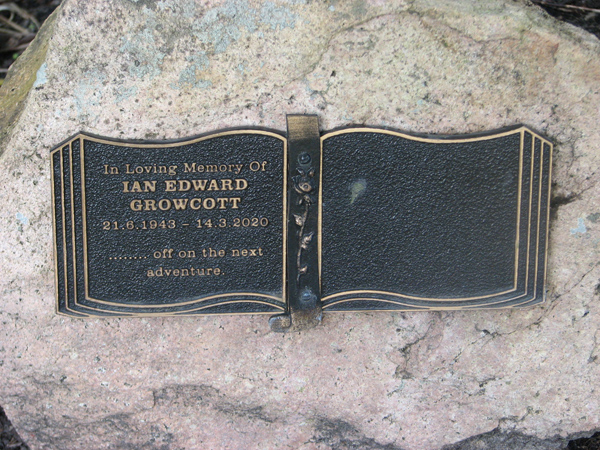 In Loving Memory Of
IAN EDWARD
GROWCOTT
21.6.1943 – 14.3.2020
........ off on the next
adventure.